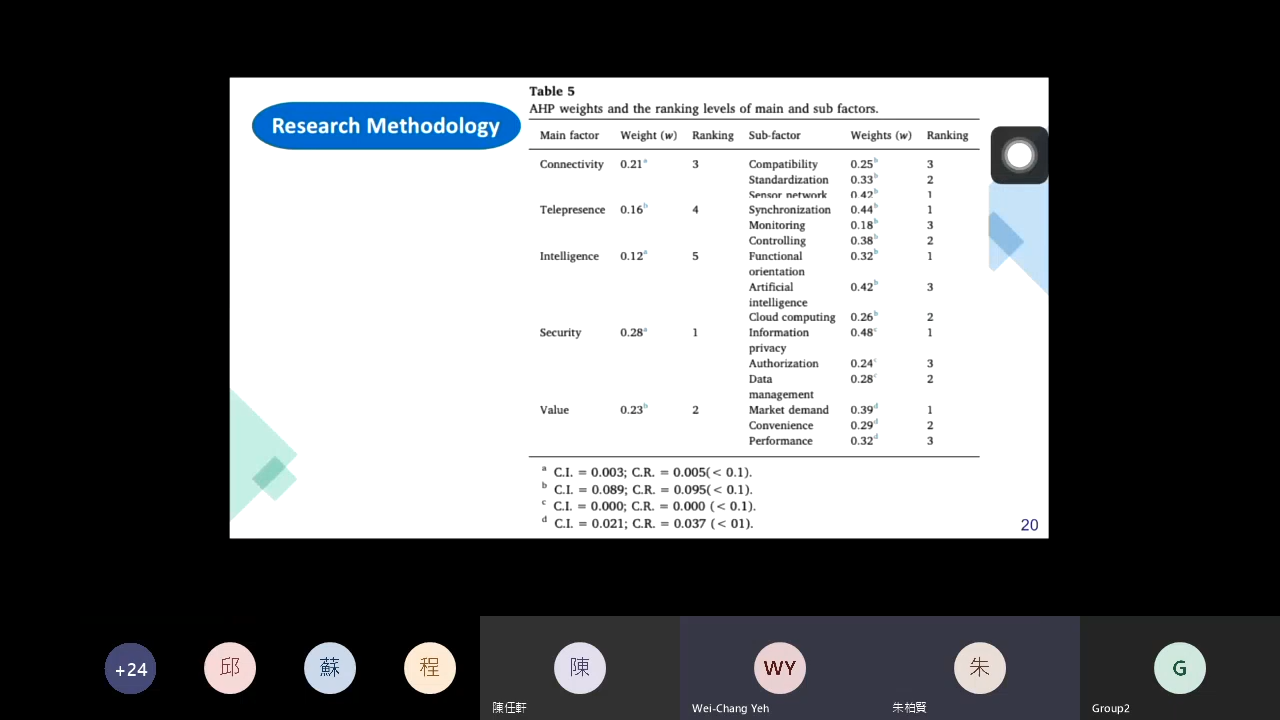 Research Methodology
Table 5
AHP weights and the ranking levels of main and sub factors.
Main factor Weight (w) Ranking Sub-factor Weights (w) Ranking
Connectivity 0.21a 3 Compatibility 0.25b 3
Standardization 0.33b 2
Sensor network 0.42b 1
Telepresence 0.16b 4 Synchronization 0.44b 1
Monitoring 0.18b 3
Controlling 0.38b 2
Intelligence 0.12a 5 Functional 0.32b 1
orientation
Artificial 0.42b 3
intelligence
Cloud computing 0.26b 2
Security 0.28a 1 Information 0.48c 1
privacy
Authorization 0.24c 3
Data 0.28c 2
management
Value 0.23b 2 Market demand 0.39d 1
Convenience 0.29d 2
Performance 0.32d 3
a C.I. = 0.003; C.R. = 0.005(< 0.1).
b C.I. = 0.089; C.R. = 0.095(< 0.1).
c C.I. = 0.000; C.R. = 0.000 (< 0.1).
d C.I. = 0.021; C.R. = 0.037 (< 01).
20
+24 邱 蘇 程 陳 WY 朱 G
陳任軒 Wei-Chang Yeh 朱柏賢 Group2